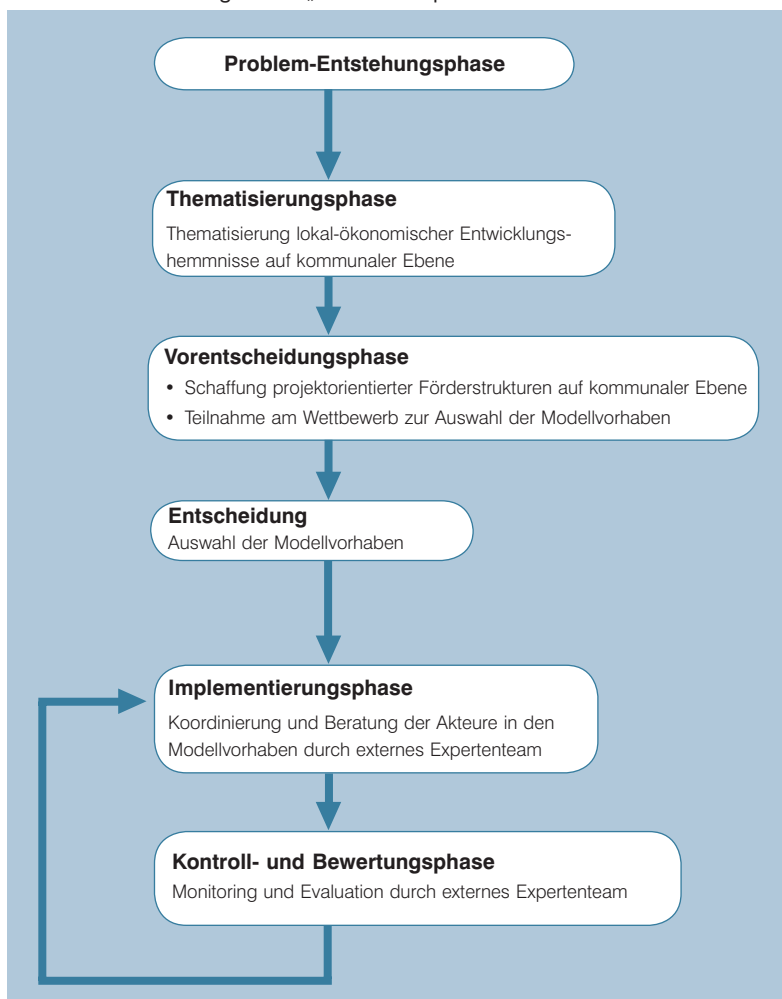 Problem-Entstehungsphase
Thematisierungsphase
Thematisierung lokal-ökonomischer Entwicklungs-
hemmnisse auf kommunaler Ebene
Vorentscheidungsphase
• Schaffung projektorientierter Förderstrukturen auf kommunaler Ebene
• Teilnahme am Wettbewerb zur Auswahl der Modellvorhaben
Entscheidung
Auswahl der Modellvorhaben
Implementierungsphase
Koordinierung und Beratung der Akteure in den
Modellvorhaben durch externes Expertenteam
Kontroll- und Bewertungsphase
Monitoring und Evaluation durch externes Expertenteam